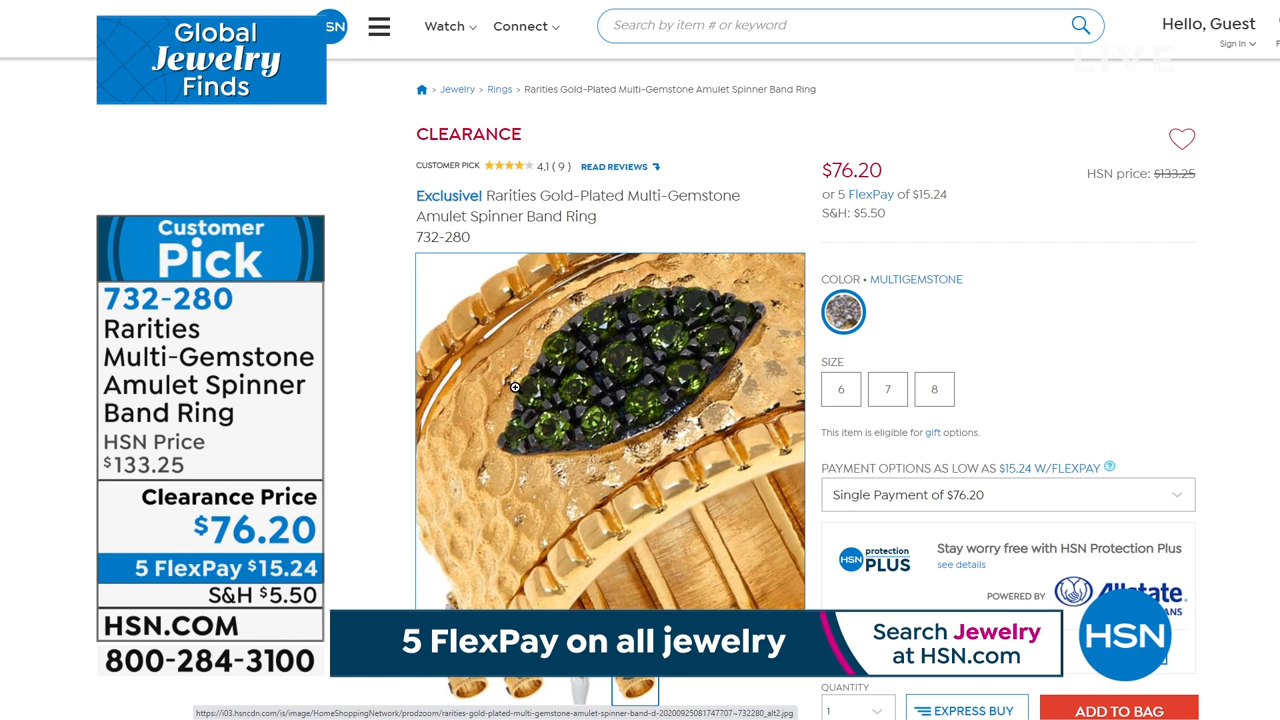 Global
Jewelry
Finds
SN
Watch
Connect
Search by item # or keyword
Hello, Guest
Sign In
LIVE
> Jewelry > Rings > Rarities Gold-Plated Multi-Gemstone Amulet Spinner Band Ring
CLEARANCE
CUSTOMER PICK 4.1 ( 9 ) READ REVIEWS
Exclusive! Rarities Gold-Plated Multi-Gemstone
Amulet Spinner Band Ring
732-280
$76.20
HSN price: $133.25
or 5 FlexPay of $15.24
S&H: $5.50
COLOR • MULTIGEMSTONE
SIZE
6 7 8
This item is eligible for gift options.
PAYMENT OPTIONS AS LOW AS $15.24 W/FLEXPAY ?
Single Payment of $76.20
HSN protection PLUS
Stay worry free with HSN Protection Plus
see details
POWERED BY
Allstate.
Customer
Pick
732-280
Rarities
Multi-Gemstone
Amulet Spinner
Band Ring
HSN Price
$133.25
Clearance Price
$76.20
5 FlexPay $15.24
S&H $5.50
HSN.COM
800-284-3100
5 FlexPay on all jewelry
Search Jewelry
at HSN.com
HSN
QUANTITY
1
EXPRESS BUY
ADD TO BAG
https://i03.hsncdn.com/is/image/HomeShoppingNetwork/prodzoom/rarities-gold-plated-multi-gemstone-amulet-spinner-band-d-20200925081747707~732280_alt2.jpg